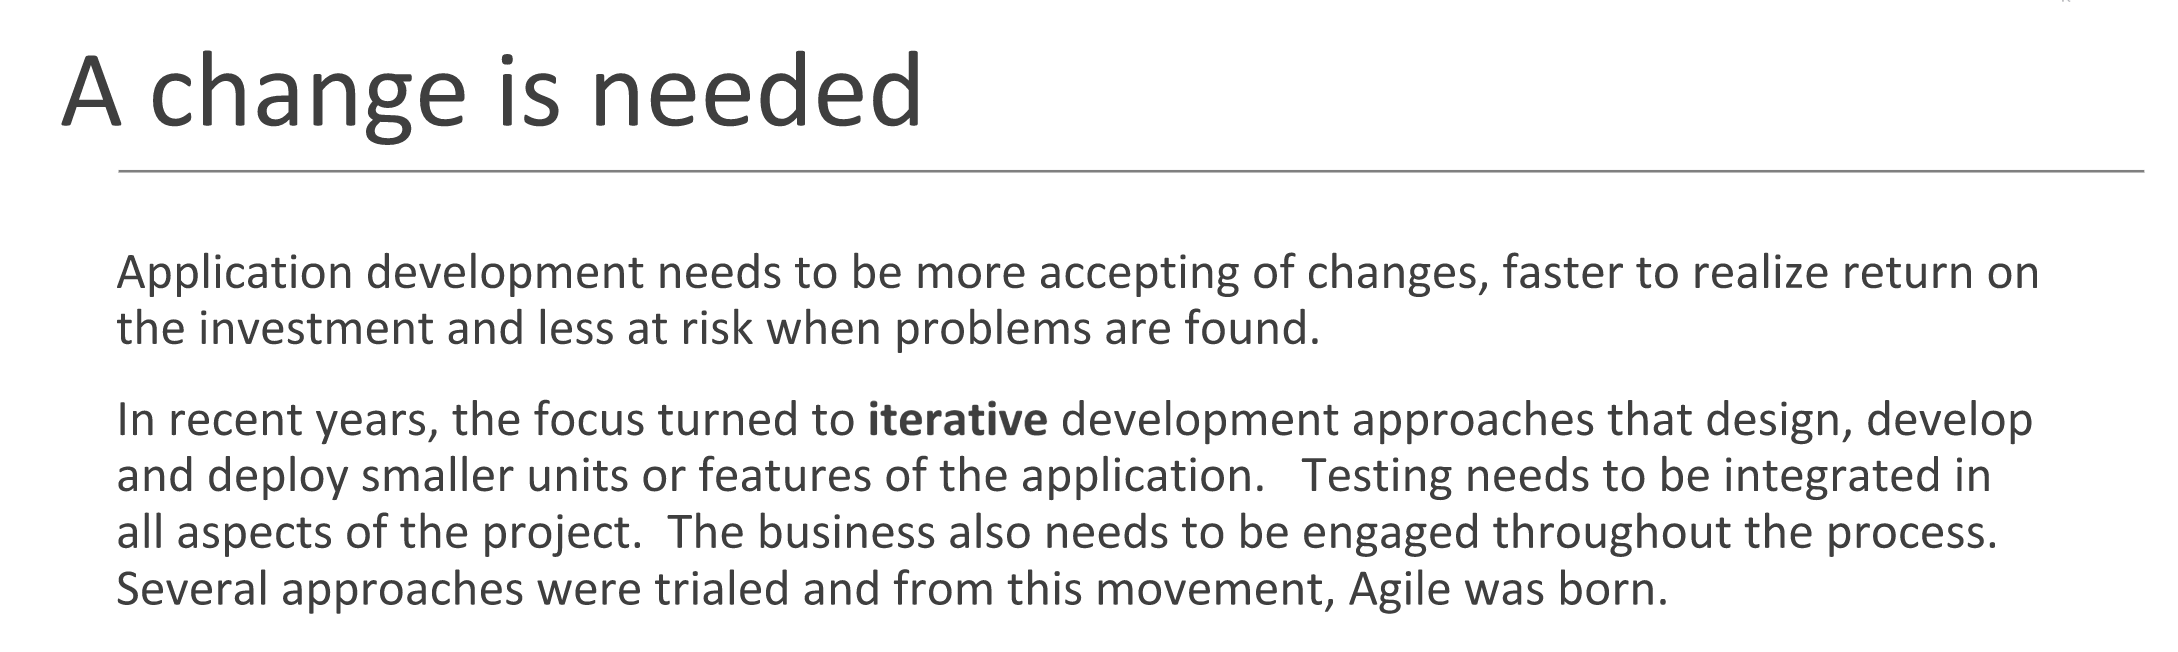 A change is needed
Application development needs to be more accepting of changes, faster to realize return on
the investment and less at risk when problems are found.
In recent years, the focus turned to iterative development approaches that design, develop
and deploy smaller units or features of the application.   Testing needs to be integrated in
all aspects of the project.  The business also needs to be engaged throughout the process.
Several approaches were trialed and from this movement, Agile was born.